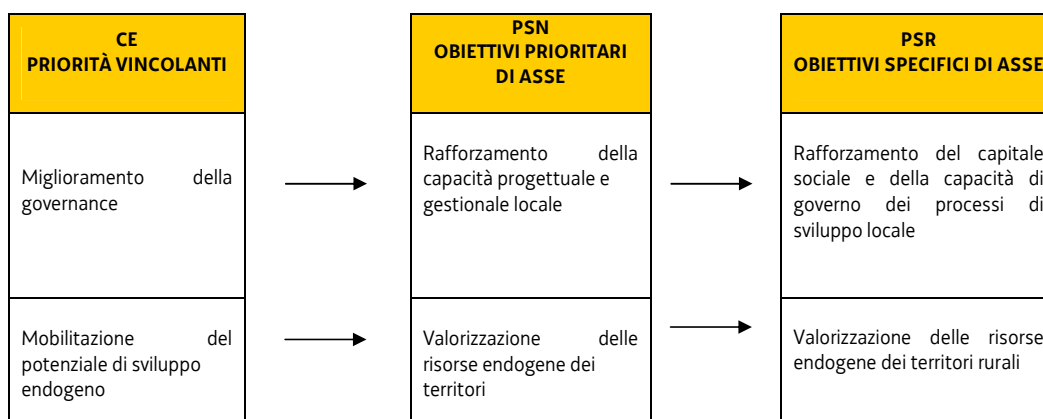 CE
PRIORITÀ VINCOLANTI
PSN
OBIETTIVI PRIORITARI
DI ASSE
PSR
OBIETTIVI SPECIFICI DI ASSE
Miglioramento della
governance
Rafforzamento della
capacità progettuale e
gestionale locale
Rafforzamento del capitale
sociale e della capacità di
governo dei processi di
sviluppo locale
Mobilitazione del
potenziale di sviluppo
endogeno
Valorizzazione delle
risorse endogene dei
territori
Valorizzazione delle risorse
endogene dei territori rurali